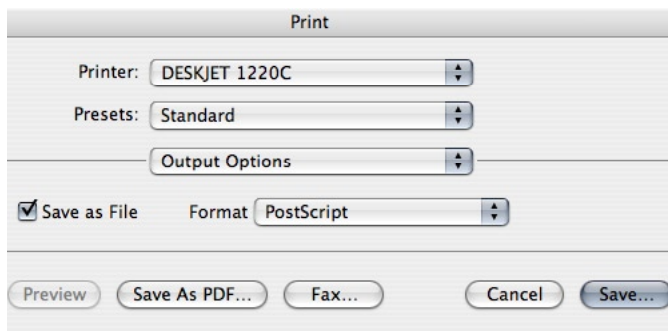 Print
Printer: DESKJET 1220C
Presets: Standard
Output Options
Save as File Format PostScript
Preview Save As PDF... Fax... Cancel Save...